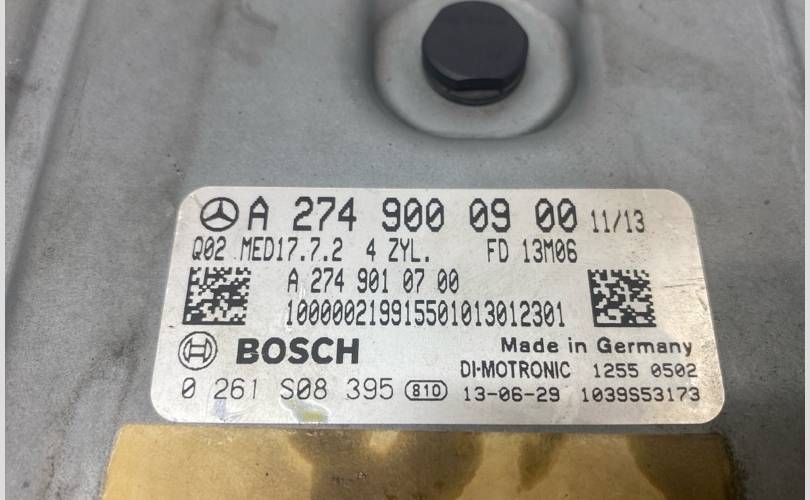 A 274 900 09 00 11/13
Q02 MED17.7.2 4 ZYL. FD 13M06
A 274 901 07 00
100000219915501013012301
BOSCH Made in Germany
DI-MOTRONIC 1255 0502
0 261 S08 395 810 13-06-29 1039S53173